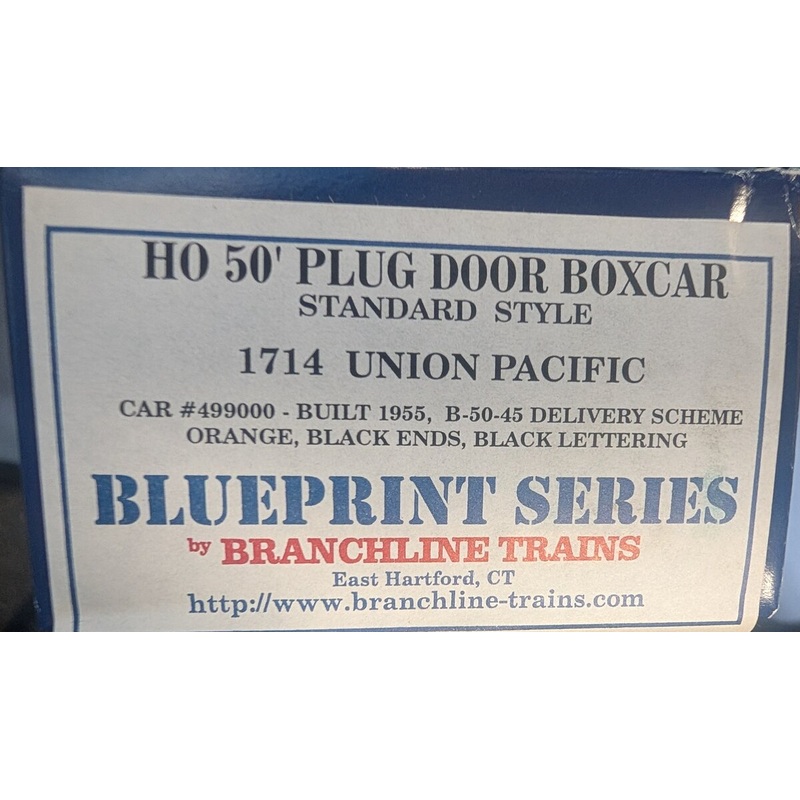 HO 50' PLUG DOOR BOXCAR
STANDARD STYLE
1714 UNION PACIFIC
CAR #499000 - BUILT 1955, B-50-45 DELIVERY SCHEME
ORANGE, BLACK ENDS, BLACK LETTERING
BLUEPRINT SERIES
by BRANCHLINE TRAINS
East Hartford, CT
http://www.branchline-trains.com